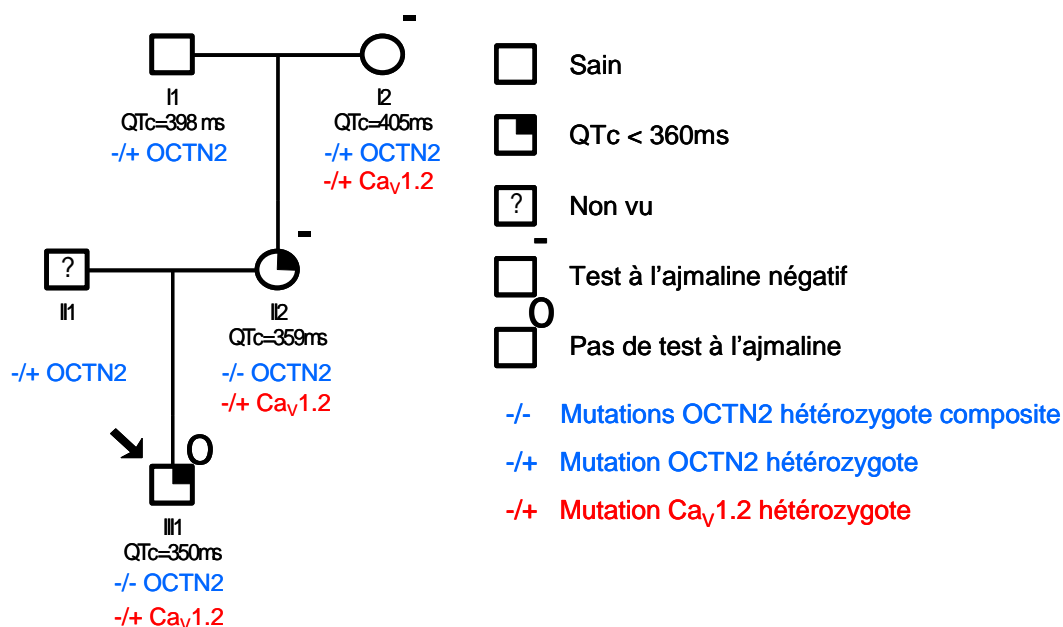 -
I1
I2
QTc=398 ms
QTc=405ms
-/+ OCTN2
-/+ OCTN2
-/+ CaV1.2
?
-
II1
II2
QTc=359ms
-/+ OCTN2
-/- OCTN2
-/+ CaV1.2
O
III1
QTc=350ms
-/- OCTN2
-/+ CaV1.2
Sain
QTc < 360ms
? Non vu
- Test à l'ajmaline négatif
O Pas de test à l'ajmaline
-/- Mutations OCTN2 hétérozygote composite
-/+ Mutation OCTN2 hétérozygote
-/+ Mutation CaV1.2 hétérozygote